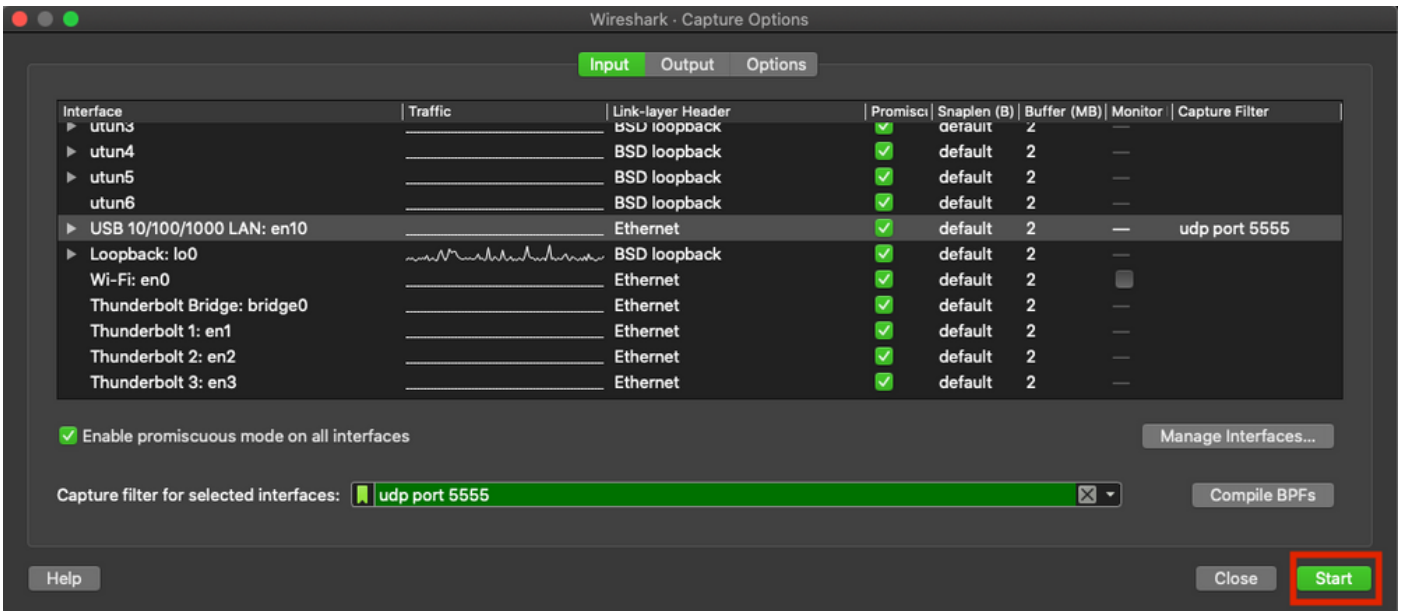 Wireshark · Capture Options
Input Output Options
Interface Traffic Link-layer Header Promisc Snaplen (B) Buffer (MB) Monitor Capture Filter
utun3 BSD loopback default 2
utun4 BSD loopback default 2 —
utun5 BSD loopback default 2 —
utun6 BSD loopback default 2 —
USB 10/100/1000 LAN: en10 Ethernet default 2 — udp port 5555
Loopback: lo0 BSD loopback default 2 —
Wi-Fi: en0 Ethernet default 2
Thunderbolt Bridge: bridge0 Ethernet default 2 —
Thunderbolt 1: en1 Ethernet default 2 —
Thunderbolt 2: en2 Ethernet default 2 —
Thunderbolt 3: en3 Ethernet default 2 —
Enable promiscuous mode on all interfaces Manage Interfaces...
Capture filter for selected interfaces: udp port 5555 Compile BPFs
Help Close Start